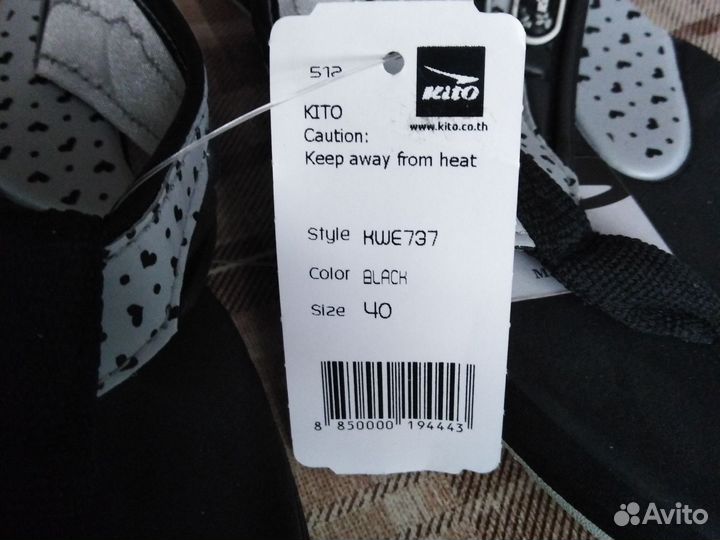 512
KITO
KITO
www.kito.co.th
Caution:
Keep away from heat
Style KWE737
Color BLACK
Size 40
8 850000 194443
Avito